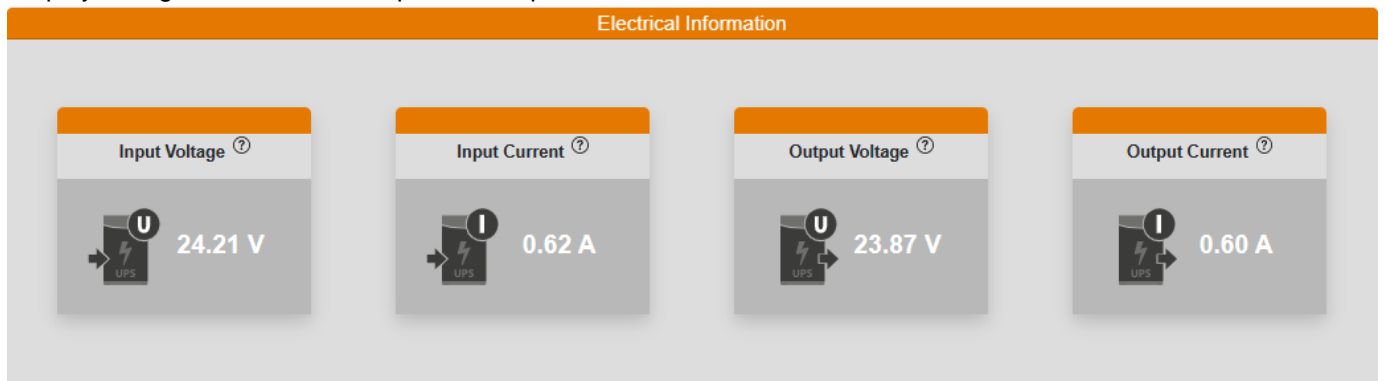 Electrical Information
Input Voltage ?
Input Current ?
Output Voltage ?
Output Current ?
U
UPS
24.21 V
I
UPS
0.62 A
U
UPS
23.87 V
I
UPS
0.60 A